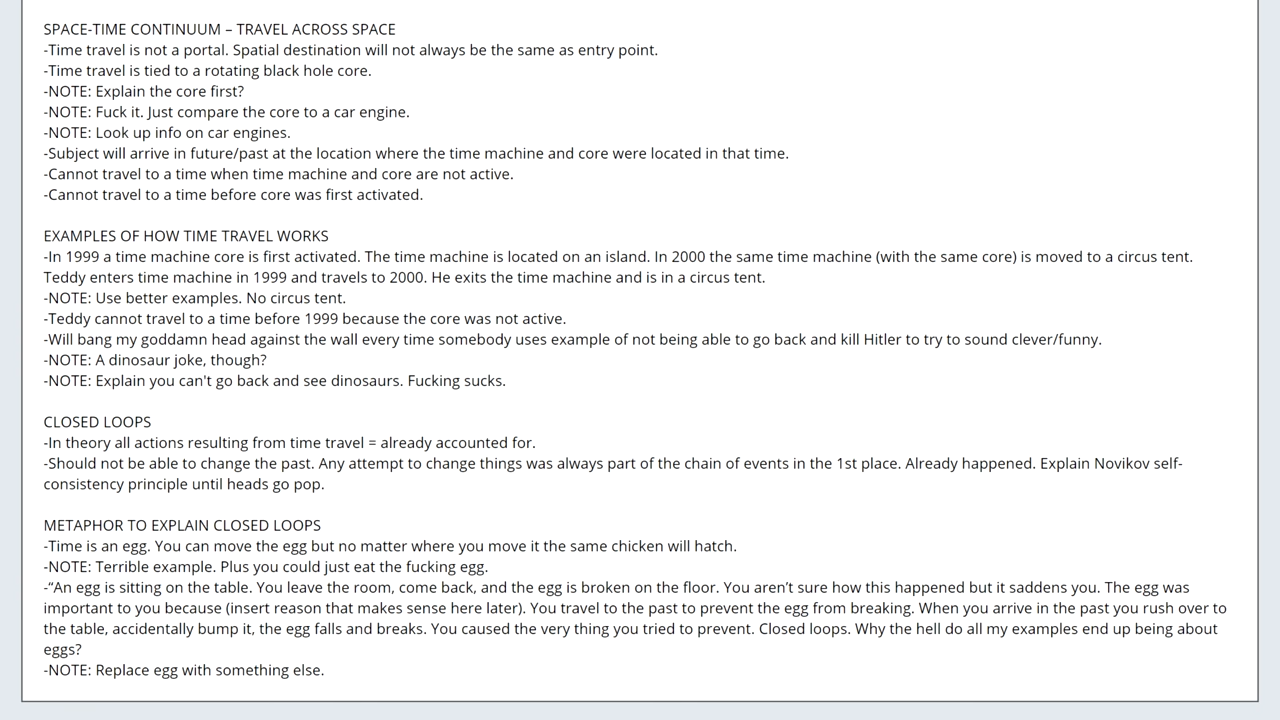 SPACE-TIME CONTINUUM – TRAVEL ACROSS SPACE
-Time travel is not a portal. Spatial destination will not always be the same as entry point.
-Time travel is tied to a rotating black hole core.
-NOTE: Explain the core first?
-NOTE: Fuck it. Just compare the core to a car engine.
-NOTE: Look up info on car engines.
-Subject will arrive in future/past at the location where the time machine and core were located in that time.
-Cannot travel to a time when time machine and core are not active.
-Cannot travel to a time before core was first activated.
EXAMPLES OF HOW TIME TRAVEL WORKS
-In 1999 a time machine core is first activated. The time machine is located on an island. In 2000 the same time machine (with the same core) is moved to a circus tent.
Teddy enters time machine in 1999 and travels to 2000. He exits the time machine and is in a circus tent.
-NOTE: Use better examples. No circus tent.
-Teddy cannot travel to a time before 1999 because the core was not active.
-Will bang my goddamn head against the wall every time somebody uses example of not being able to go back and kill Hitler to try to sound clever/funny.
-NOTE: A dinosaur joke, though?
-NOTE: Explain you can't go back and see dinosaurs. Fucking sucks.
CLOSED LOOPS
-In theory all actions resulting from time travel = already accounted for.
-Should not be able to change the past. Any attempt to change things was always part of the chain of events in the 1st place. Already happened. Explain Novikov self-
consistency principle until heads go pop.
METAPHOR TO EXPLAIN CLOSED LOOPS
-Time is an egg. You can move the egg but no matter where you move it the same chicken will hatch.
-NOTE: Terrible example. Plus you could just eat the fucking egg.
-“An egg is sitting on the table. You leave the room, come back, and the egg is broken on the floor. You aren’t sure how this happened but it saddens you. The egg was
important to you because (insert reason that makes sense here later). You travel to the past to prevent the egg from breaking. When you arrive in the past you rush over to
the table, accidentally bump it, the egg falls and breaks. You caused the very thing you tried to prevent. Closed loops. Why the hell do all my examples end up being about
eggs?
-NOTE: Replace egg with something else.